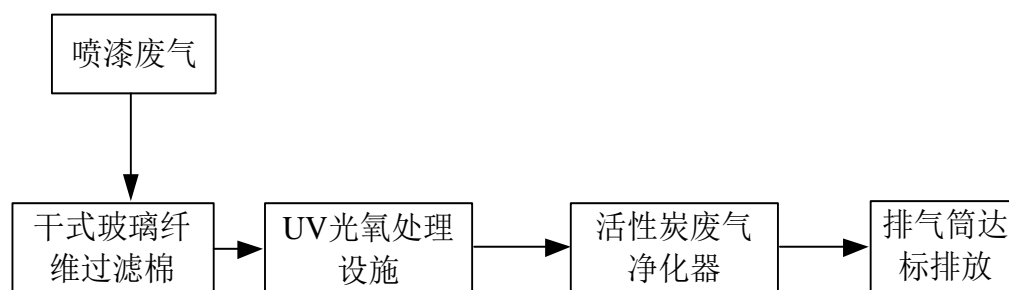 喷漆废气
干式玻璃纤
维过滤棉
UV光氧处理
设施
活性炭废气
净化器
排气筒达
标排放